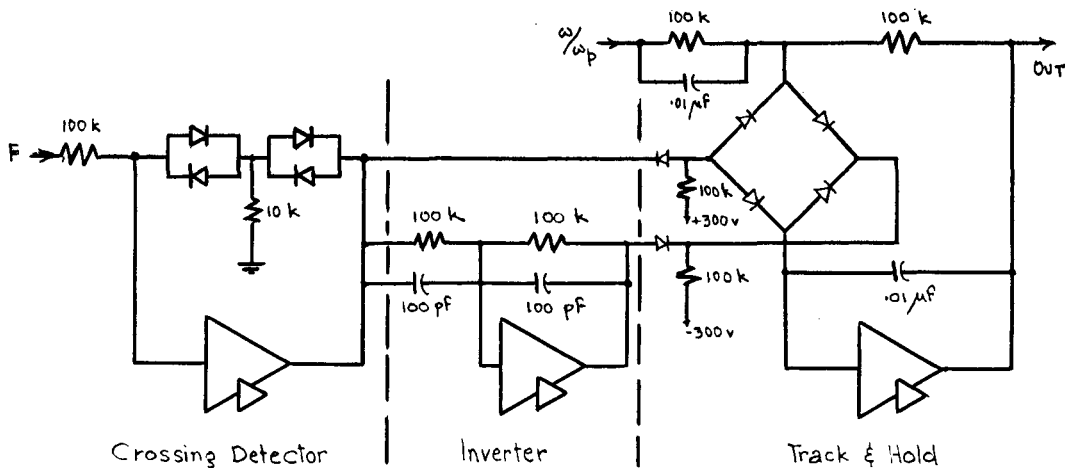 100 k
100 k
ω/ωp
OUT
.01 μf
100 k
F
10 k
100 k
+300 v
100 k
100 k
100 pf
100 pf
100 k
-300 v
.01 μf
Crossing Detector
Inverter
Track & Hold